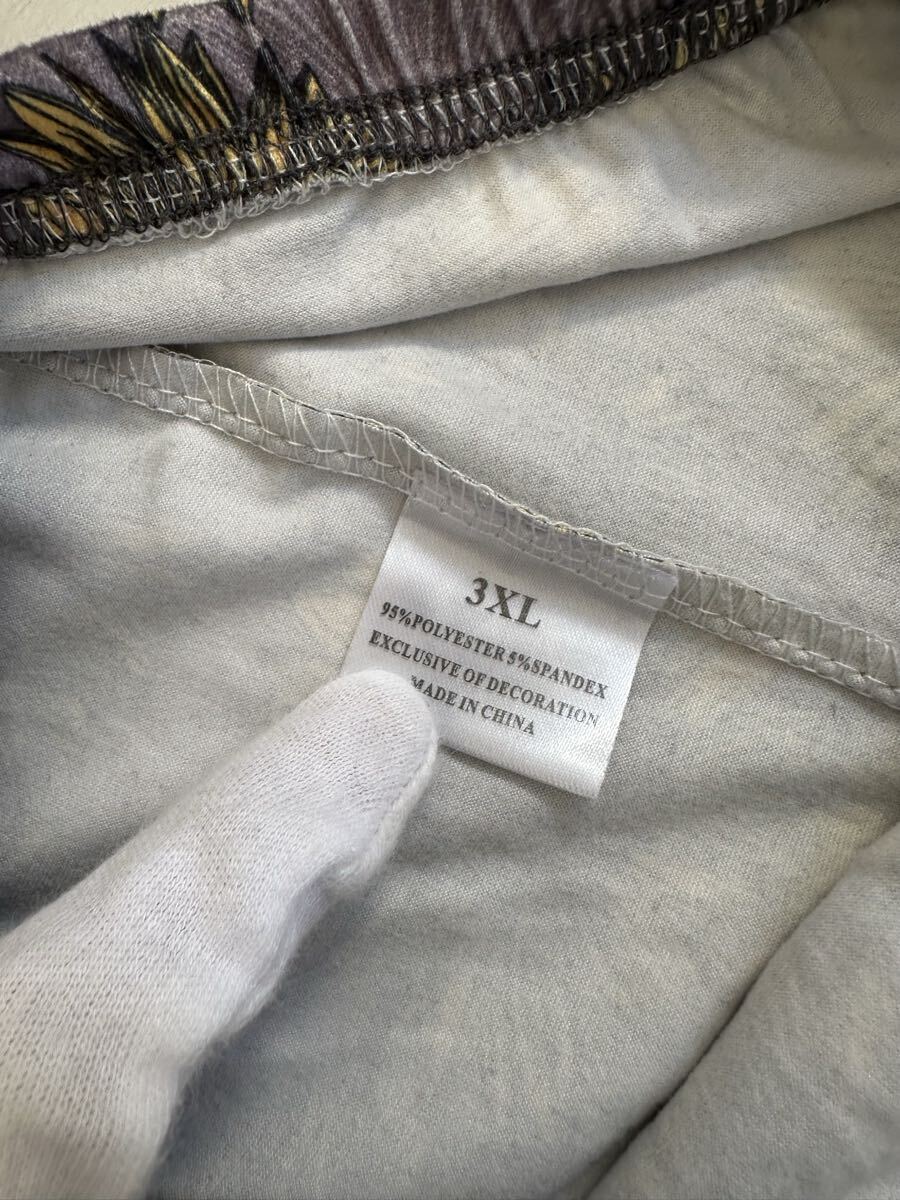 3XL
95%POLYESTER 5%SPANDEX
EXCLUSIVE OF DECORATION
MADE IN CHINA